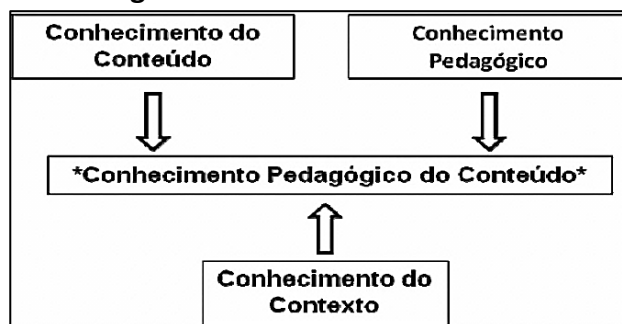 Conhecimento do
Conteúdo
Conhecimento
Pedagógico
*Conhecimento Pedagógico do Conteúdo*
Conhecimento do
Contexto